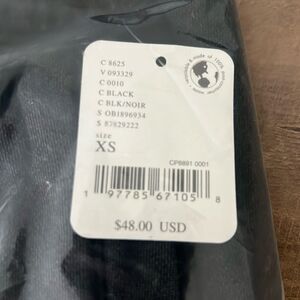 C 8625
V 093329
C 0010
C BLACK
C BLK/NOIR
S OB1896934
S 87829222
size
XS
CP8891 0001
1 97785 67105 8
$48.00 USD